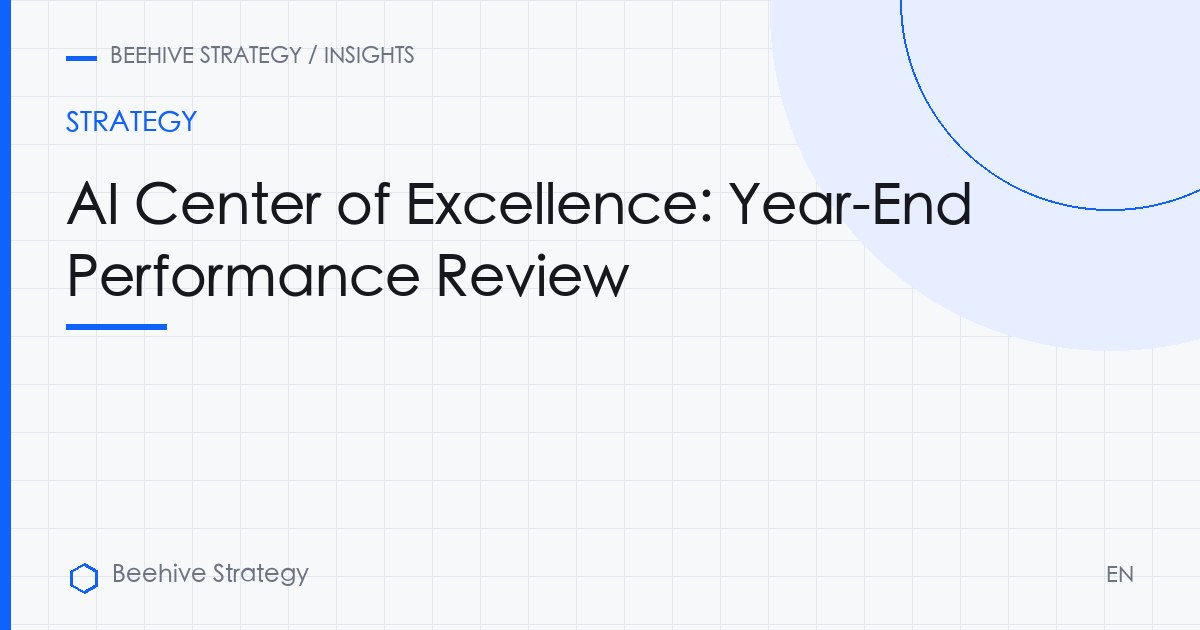 BEEHIVE STRATEGY / INSIGHTS
STRATEGY
AI Center of Excellence: Year-End
Performance Review
Beehive Strategy
EN